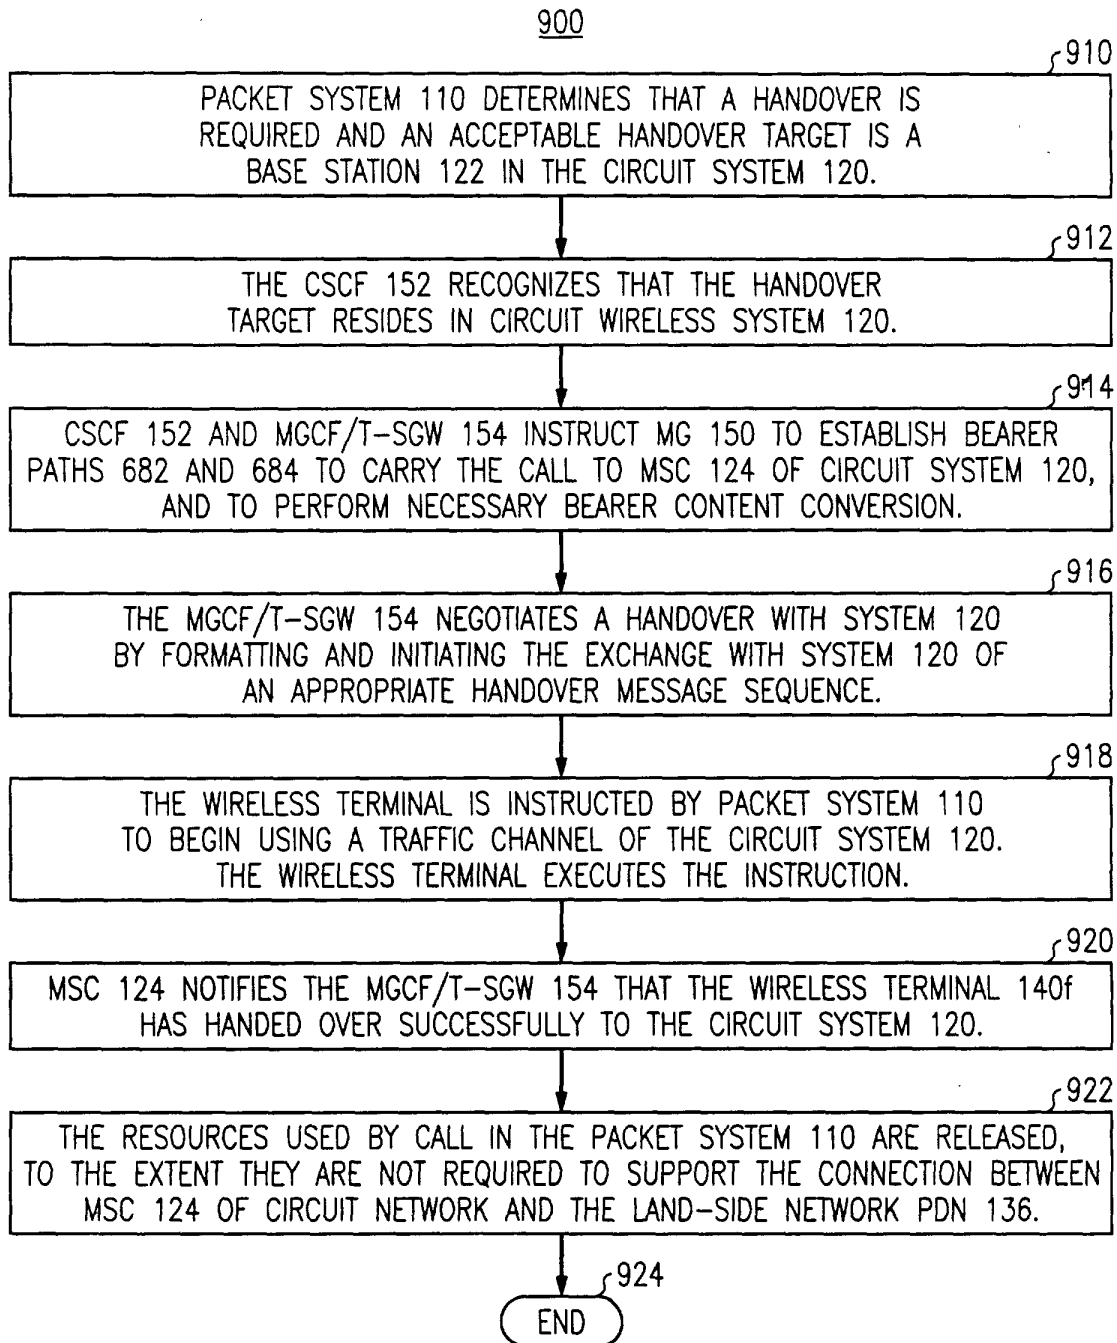 900
910
PACKET SYSTEM 110 DETERMINES THAT A HANDOVER IS
REQUIRED AND AN ACCEPTABLE HANDOVER TARGET IS A
BASE STATION 122 IN THE CIRCUIT SYSTEM 120.
912
THE CSCF 152 RECOGNIZES THAT THE HANDOVER
TARGET RESIDES IN CIRCUIT WIRELESS SYSTEM 120.
914
CSCF 152 AND MGCF/T-SGW 154 INSTRUCT MG 150 TO ESTABLISH BEARER
PATHS 682 AND 684 TO CARRY THE CALL TO MSC 124 OF CIRCUIT SYSTEM 120,
AND TO PERFORM NECESSARY BEARER CONTENT CONVERSION.
916
THE MGCF/T-SGW 154 NEGOTIATES A HANDOVER WITH SYSTEM 120
BY FORMATTING AND INITIATING THE EXCHANGE WITH SYSTEM 120 OF
AN APPROPRIATE HANDOVER MESSAGE SEQUENCE.
918
THE WIRELESS TERMINAL IS INSTRUCTED BY PACKET SYSTEM 110
TO BEGIN USING A TRAFFIC CHANNEL OF THE CIRCUIT SYSTEM 120.
THE WIRELESS TERMINAL EXECUTES THE INSTRUCTION.
920
MSC 124 NOTIFIES THE MGCF/T-SGW 154 THAT THE WIRELESS TERMINAL 140f
HAS HANDED OVER SUCCESSFULLY TO THE CIRCUIT SYSTEM 120.
922
THE RESOURCES USED BY CALL IN THE PACKET SYSTEM 110 ARE RELEASED,
TO THE EXTENT THEY ARE NOT REQUIRED TO SUPPORT THE CONNECTION BETWEEN
MSC 124 OF CIRCUIT NETWORK AND THE LAND-SIDE NETWORK PDN 136.
924
END